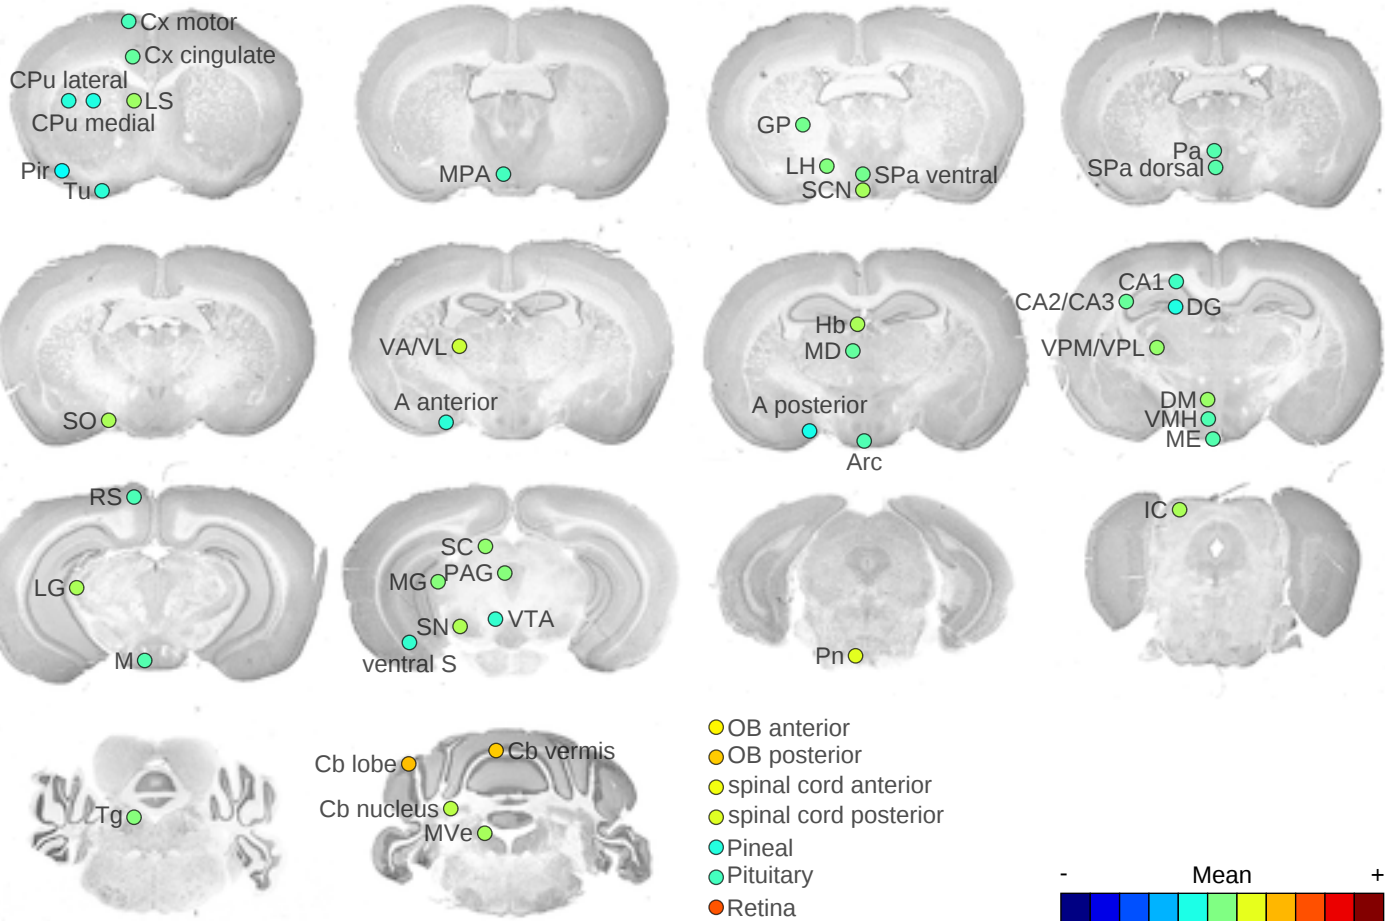 Cx motor
Cx cingulate
CPu lateral
LS
CPu medial
Pir
Tu
MPA
GP
LH
SPa ventral
SCN
Pa
SPa dorsal
SO
VA/VL
A anterior
Hb
MD
A posterior
Arc
CA1
CA2/CA3
DG
VPM/VPL
DM
VMH
ME
RS
LG
M
SC
MG
PAG
SN
VTA
ventral S
Pn
IC
Tg
Cb lobe
Cb vermis
Cb nucleus
MVe
OB anterior
OB posterior
spinal cord anterior
spinal cord posterior
Pineal
Pituitary
Retina
- Mean +